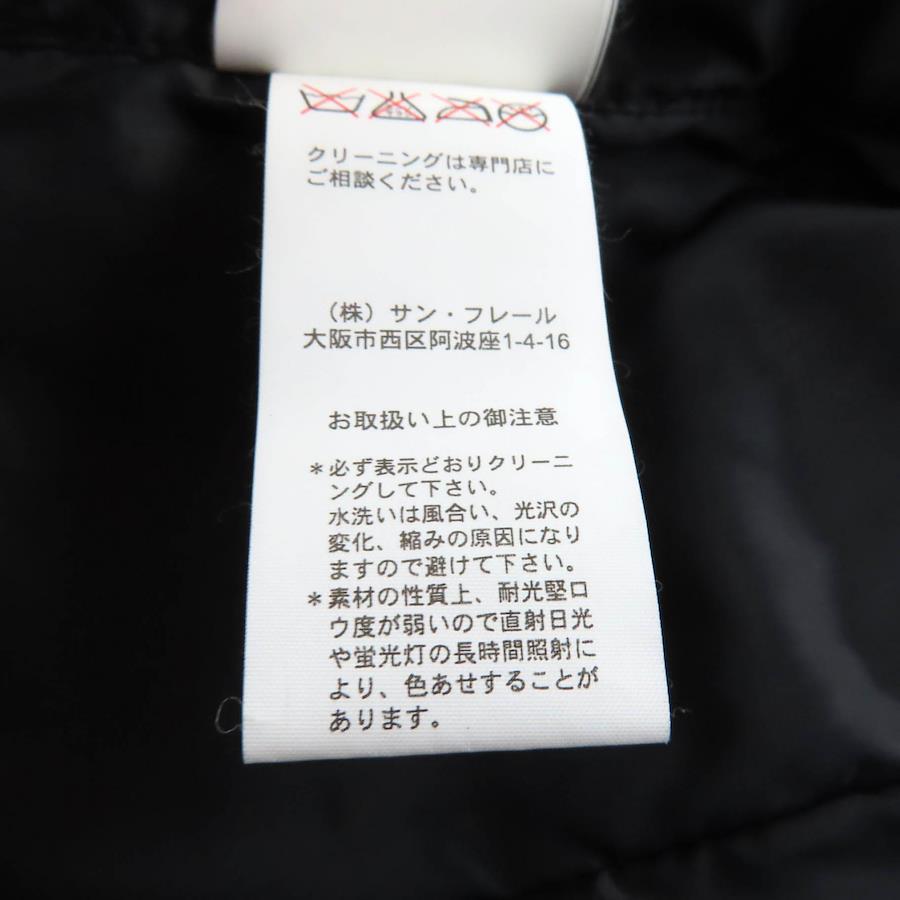 クリーニングは専門店に
ご相談ください。
（株）サン・フレール
大阪市西区阿波座1-4-16
お取扱い上の御注意
＊必ず表示どおりクリーニ
ングして下さい。
水洗いは風合い、光沢の
変化、縮みの原因になり
ますので避けて下さい。
＊素材の性質上、耐光堅ロ
ウ度が弱いので直射日光
や蛍光灯の長時間照射に
より、色あせすることが
あります。